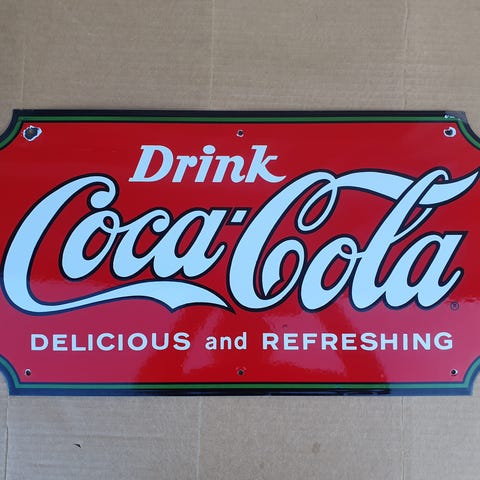 Drink
Coca-Cola
®
DELICIOUS and REFRESHING